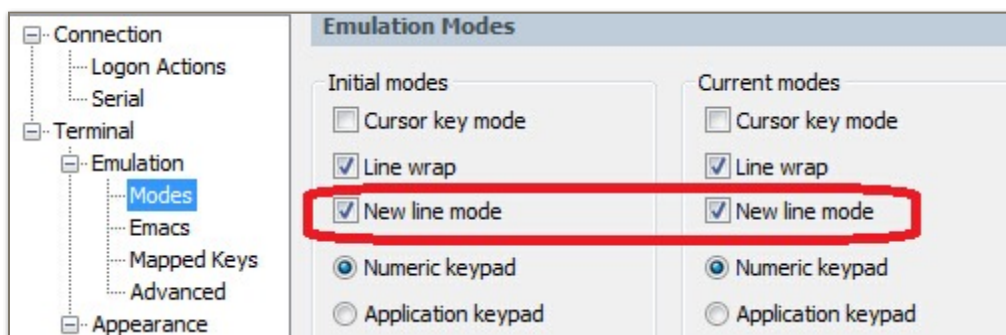 Connection
Logon Actions
Serial
Terminal
Emulation
Modes
Emacs
Mapped Keys
Advanced
Appearance
Emulation Modes
Initial modes
Cursor key mode
Line wrap
New line mode
Numeric keypad
Application keypad
Current modes
Cursor key mode
Line wrap
New line mode
Numeric keypad
Application keypad